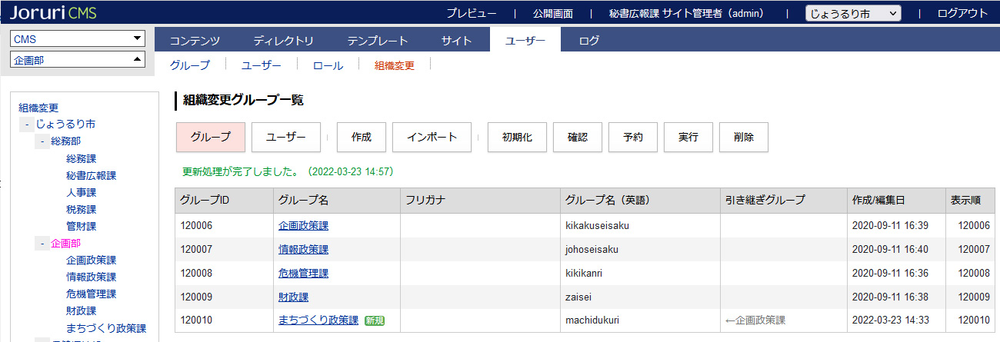 Joruri CMS プレビュー | 公開画面 | 秘書広報課 サイト管理者（admin） | じょうるり市 | ログアウト
CMS
企画部
コンテンツ ディレクトリ テンプレート サイト ユーザー ログ
グループ ユーザー ロール 組織変更
組織変更
- じょうるり市
- 総務部
総務課
秘書広報課
人事課
税務課
管財課
- 企画部
企画政策課
情報政策課
危機管理課
財政課
まちづくり政策課
組織変更グループ一覧
グループ ユーザー | 作成 インポート | 初期化 確認 予約 実行 削除
更新処理が完了しました。（2022-03-23 14:57）
グループID グループ名 フリガナ グループ名（英語） 引き継ぎグループ 作成/編集日 表示順
120006 企画政策課 kikakuseisaku 2020-09-11 16:39 120006
120007 情報政策課 johoseisaku 2020-09-11 16:40 120007
120008 危機管理課 kikikanri 2020-09-11 16:36 120008
120009 財政課 zaisei 2020-09-11 16:38 120009
120010 まちづくり政策課 新規 machidukuri ←企画政策課 2022-03-23 14:33 120010